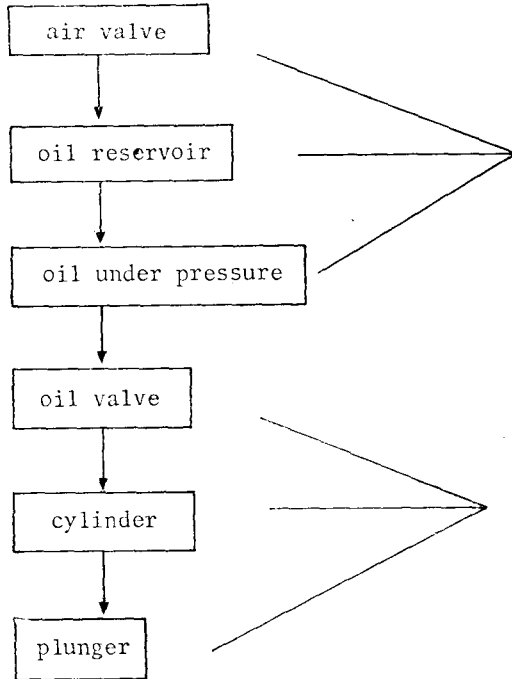 air valve
oil reservoir
oil under pressure
oil valve
cylinder
plunger